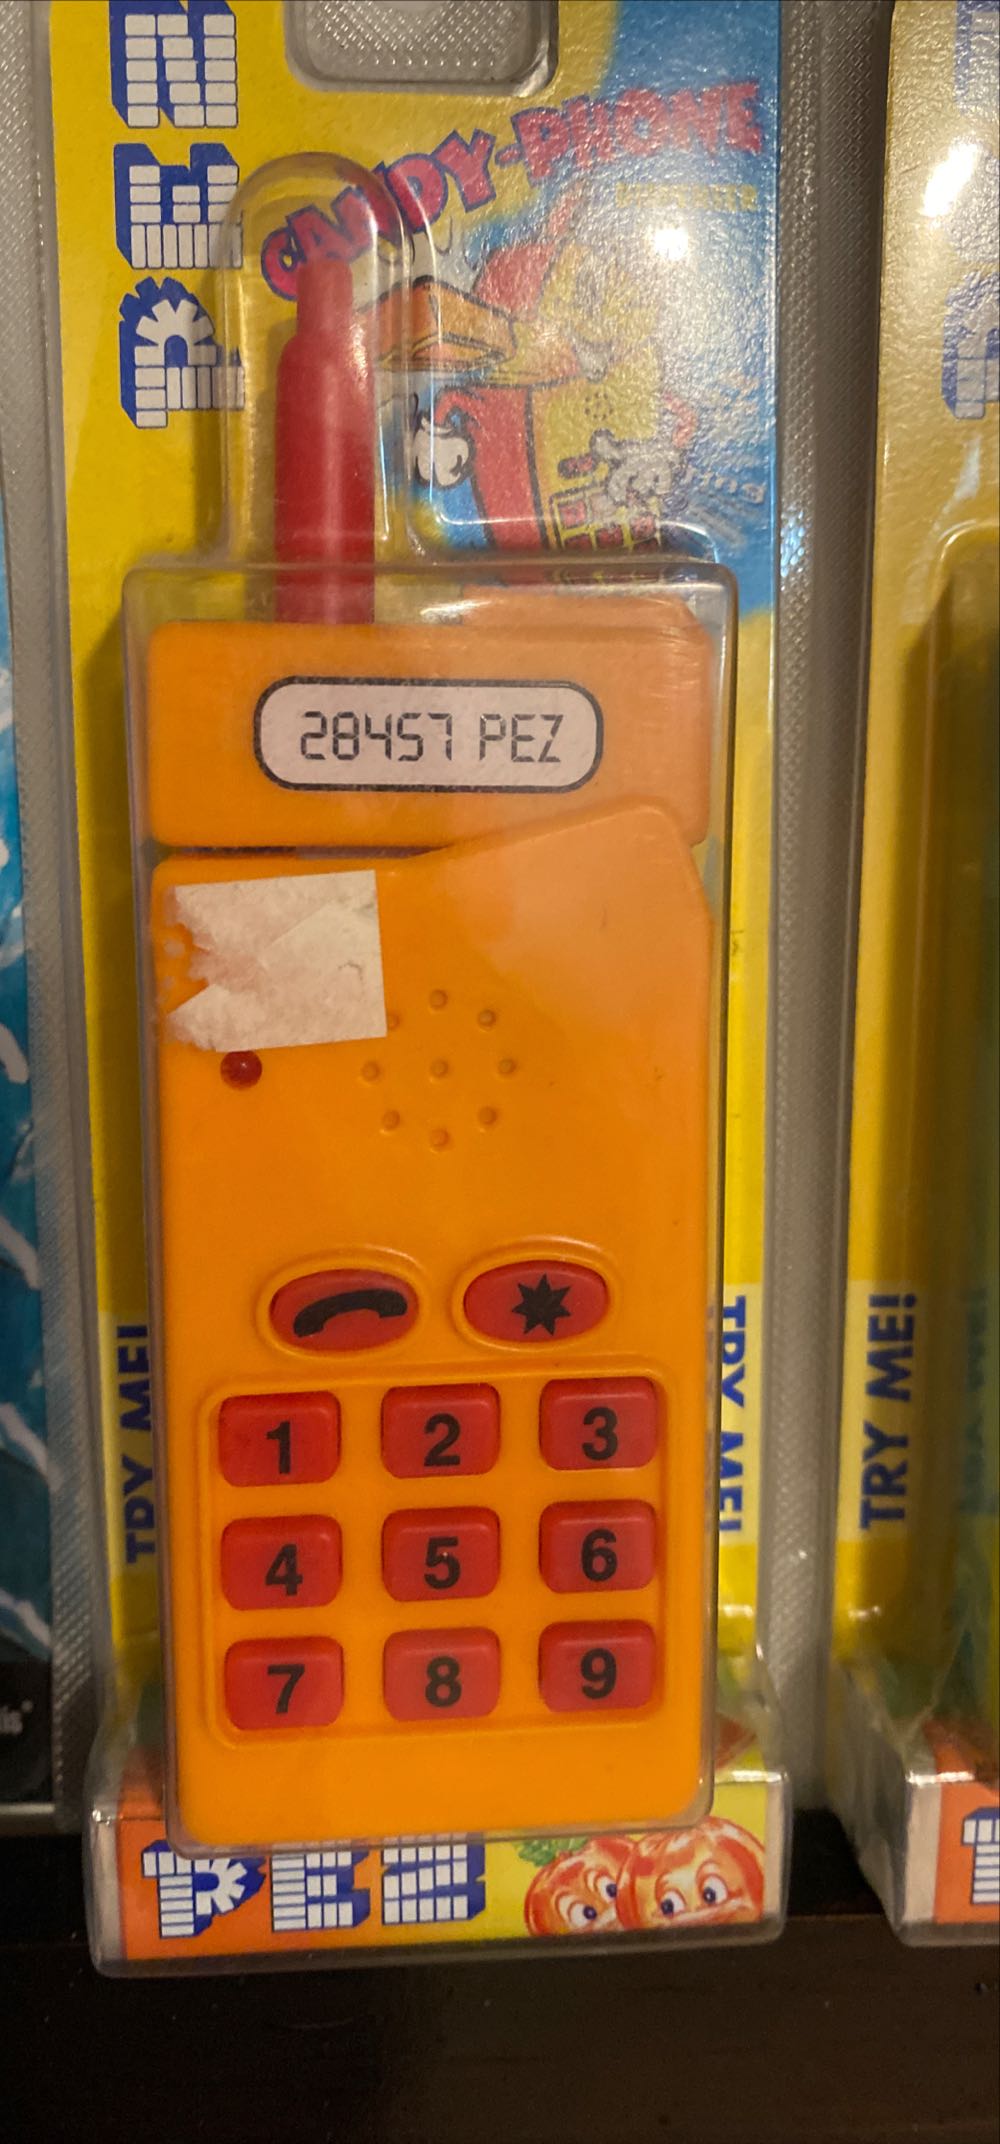 PEZ
CANDY-PHONE
DISPENSER
28457 PEZ
1 2 3
4 5 6
7 8 9
TRY ME!
TRY ME!
TRY ME!
PEZ